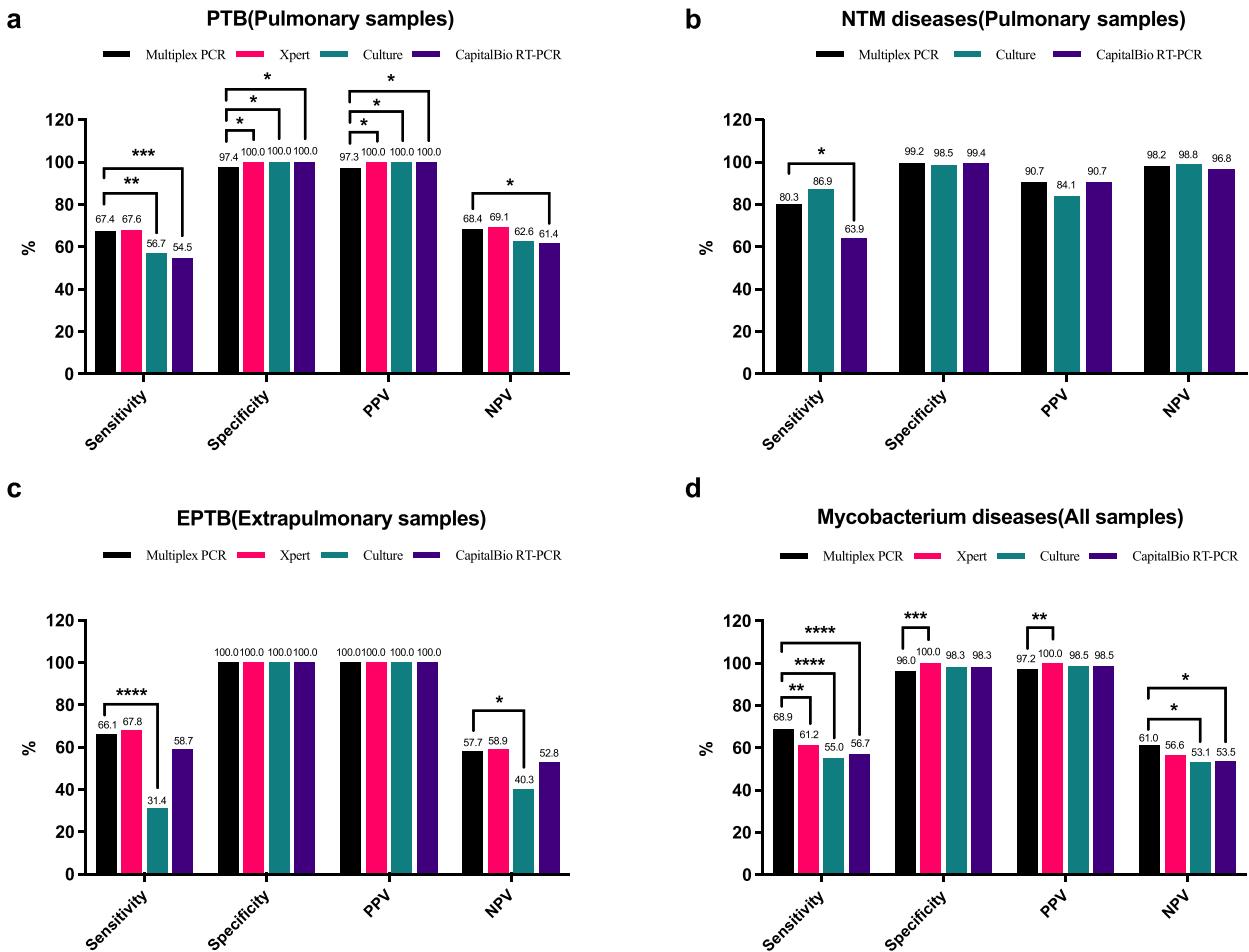 a
PTB(Pulmonary samples)
Multiplex PCR Xpert Culture CapitalBio RT-PCR
%
120
100
80
60
40
20
0
*** ** * * * * * * *
67.4 67.6 56.7 54.5 97.4 100.0 100.0 100.0 97.3 100.0 100.0 100.0 68.4 69.1 62.6 61.4
Sensitivity Specificity PPV NPV
b
NTM diseases(Pulmonary samples)
Multiplex PCR Culture CapitalBio RT-PCR
%
120
100
80
60
40
20
0
*
80.3 86.9 63.9 99.2 98.5 99.4 90.7 84.1 90.7 98.2 98.8 96.8
Sensitivity Specificity PPV NPV
c
EPTB(Extrapulmonary samples)
Multiplex PCR Xpert Culture CapitalBio RT-PCR
%
120
100
80
60
40
20
0
**** *
66.1 67.8 31.4 58.7 100.0 100.0 100.0 100.0 100.0 100.0 100.0 100.0 57.7 58.9 40.3 52.8
Sensitivity Specificity PPV NPV
d
Mycobacterium diseases(All samples)
Multiplex PCR Xpert Culture CapitalBio RT-PCR
%
120
100
80
60
40
20
0
**** **** ** *** ** * *
68.9 61.2 55.0 56.7 96.0 100.0 98.3 98.3 97.2 100.0 98.5 98.5 61.0 56.6 53.1 53.5
Sensitivity Specificity PPV NPV